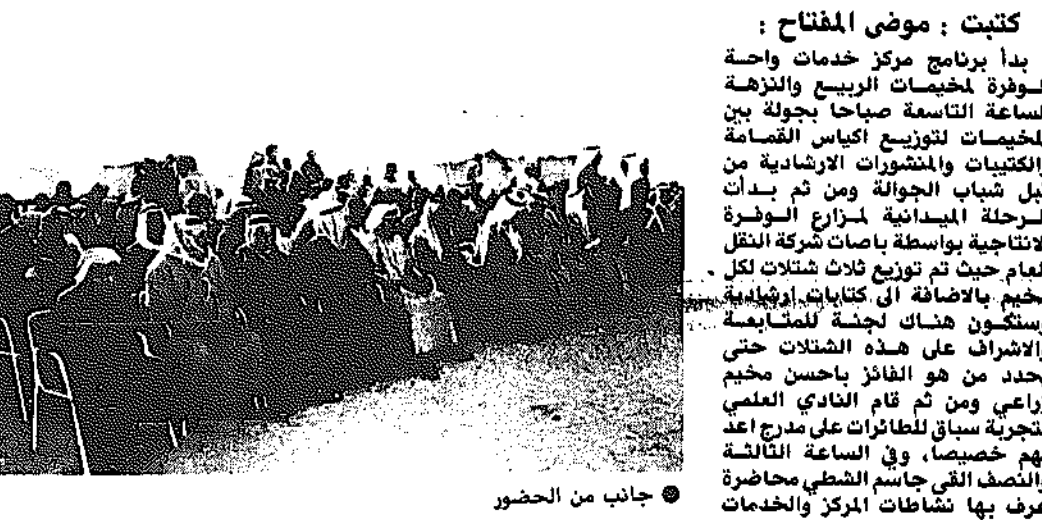 كتبت : موضى المفتاح :
بدأ برنامج مركز خدمات واحة
الوفرة لمخيمات الربيع والنزهة
الساعة التاسعة صباحا بجولة بين
المخيمات لتوزيع اكياس القمامة
والكتيبات والمنشورات الارشادية من
قبل شباب الجوالة ومن ثم بدأت
الرحلة الميدانية لمزارع الوفرة
الانتاجية بواسطة باصات شركة النقل
العام حيث تم توزيع ثلاث شتلات لكل
مخيم بالاضافة الى كتابات ارشادية
وستكون هناك لجنة للمتابعة
والاشراف على هذه الشتلات حتى
يحدد من هو الفائز باحسن مخيم
زراعي ومن ثم قام النادي العلمي
بتجربة سباق للطائرات على مدرج اعد
لهم خصيصا، وفي الساعة الثالثة
والنصف القى جاسم الشطي محاضرة
عرف بها نشاطات المركز والخدمات
جانب من الحضور